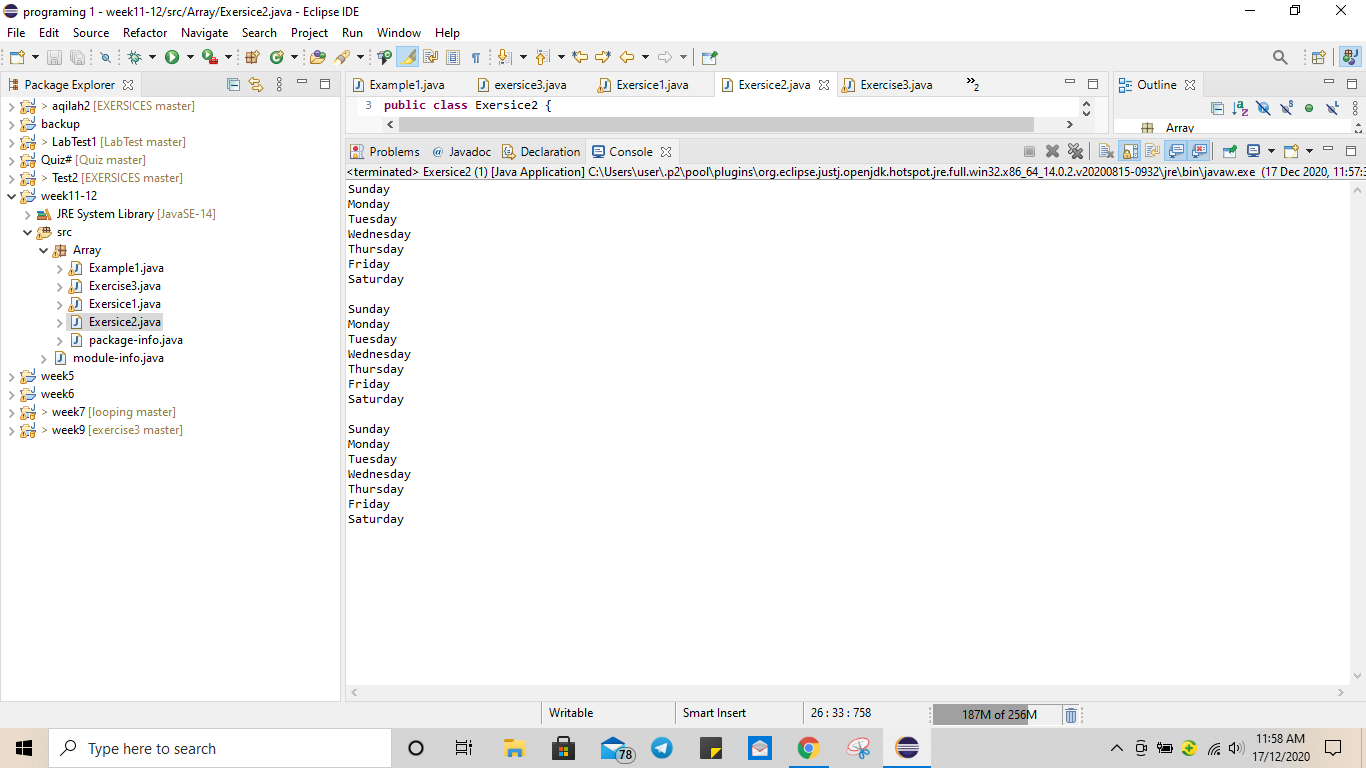 programing 1 - week11-12/src/Array/Exersice2.java - Eclipse IDE
File Edit Source Refactor Navigate Search Project Run Window Help
Package Explorer
> aqilah2 [EXERSICES master]
backup
> LabTest1 [LabTest master]
Quiz# [Quiz master]
> Test2 [EXERSICES master]
week11-12
JRE System Library [JavaSE-14]
src
Array
Example1.java
Exercise3.java
Exersice1.java
Exersice2.java
package-info.java
module-info.java
week5
week6
> week7 [looping master]
> week9 [exercise3 master]
Example1.java exersice3.java Exersice1.java Exersice2.java Exercise3.java »2
3 public class Exersice2 {
Outline
Array
Problems @ Javadoc Declaration Console
<terminated> Exersice2 (1) [Java Application] C:\Users\user\.p2\pool\plugins\org.eclipse.justj.openjdk.hotspot.jre.full.win32.x86_64_14.0.2.v20200815-0932\jre\bin\javaw.exe (17 Dec 2020, 11:57:3
Sunday
Monday
Tuesday
Wednesday
Thursday
Friday
Saturday
Sunday
Monday
Tuesday
Wednesday
Thursday
Friday
Saturday
Sunday
Monday
Tuesday
Wednesday
Thursday
Friday
Saturday
Writable Smart Insert 26 : 33 : 758 187M of 256M
Type here to search
78
11:58 AM
17/12/2020